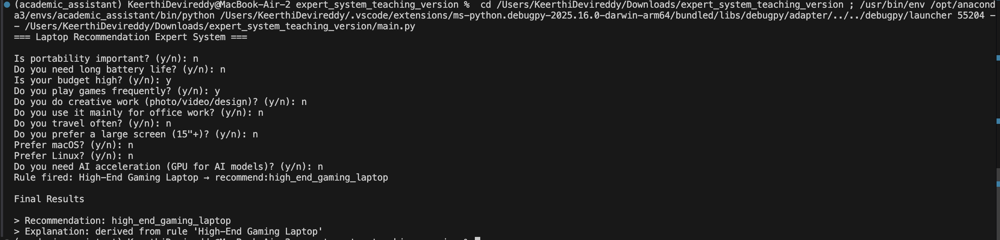 (academic_assistant) KeerthiDevireddy@MacBook-Air-2 expert_system_teaching_version %  cd /Users/KeerthiDevireddy/Downloads/expert_system_teaching_version ; /usr/bin/env /opt/anacond
a3/envs/academic_assistant/bin/python /Users/KeerthiDevireddy/.vscode/extensions/ms-python.debugpy-2025.16.0-darwin-arm64/bundled/libs/debugpy/adapter/../../debugpy/launcher 55204 -
- /Users/KeerthiDevireddy/Downloads/expert_system_teaching_version/main.py
=== Laptop Recommendation Expert System ===
Is portability important? (y/n): n
Do you need long battery life? (y/n): n
Is your budget high? (y/n): y
Do you play games frequently? (y/n): y
Do you do creative work (photo/video/design)? (y/n): n
Do you use it mainly for office work? (y/n): n
Do you travel often? (y/n): n
Do you prefer a large screen (15"+)? (y/n): n
Prefer macOS? (y/n): n
Prefer Linux? (y/n): n
Do you need AI acceleration (GPU for AI models)? (y/n): n
Rule fired: High-End Gaming Laptop → recommend:high_end_gaming_laptop
Final Results
> Recommendation: high_end_gaming_laptop
> Explanation: derived from rule 'High-End Gaming Laptop'